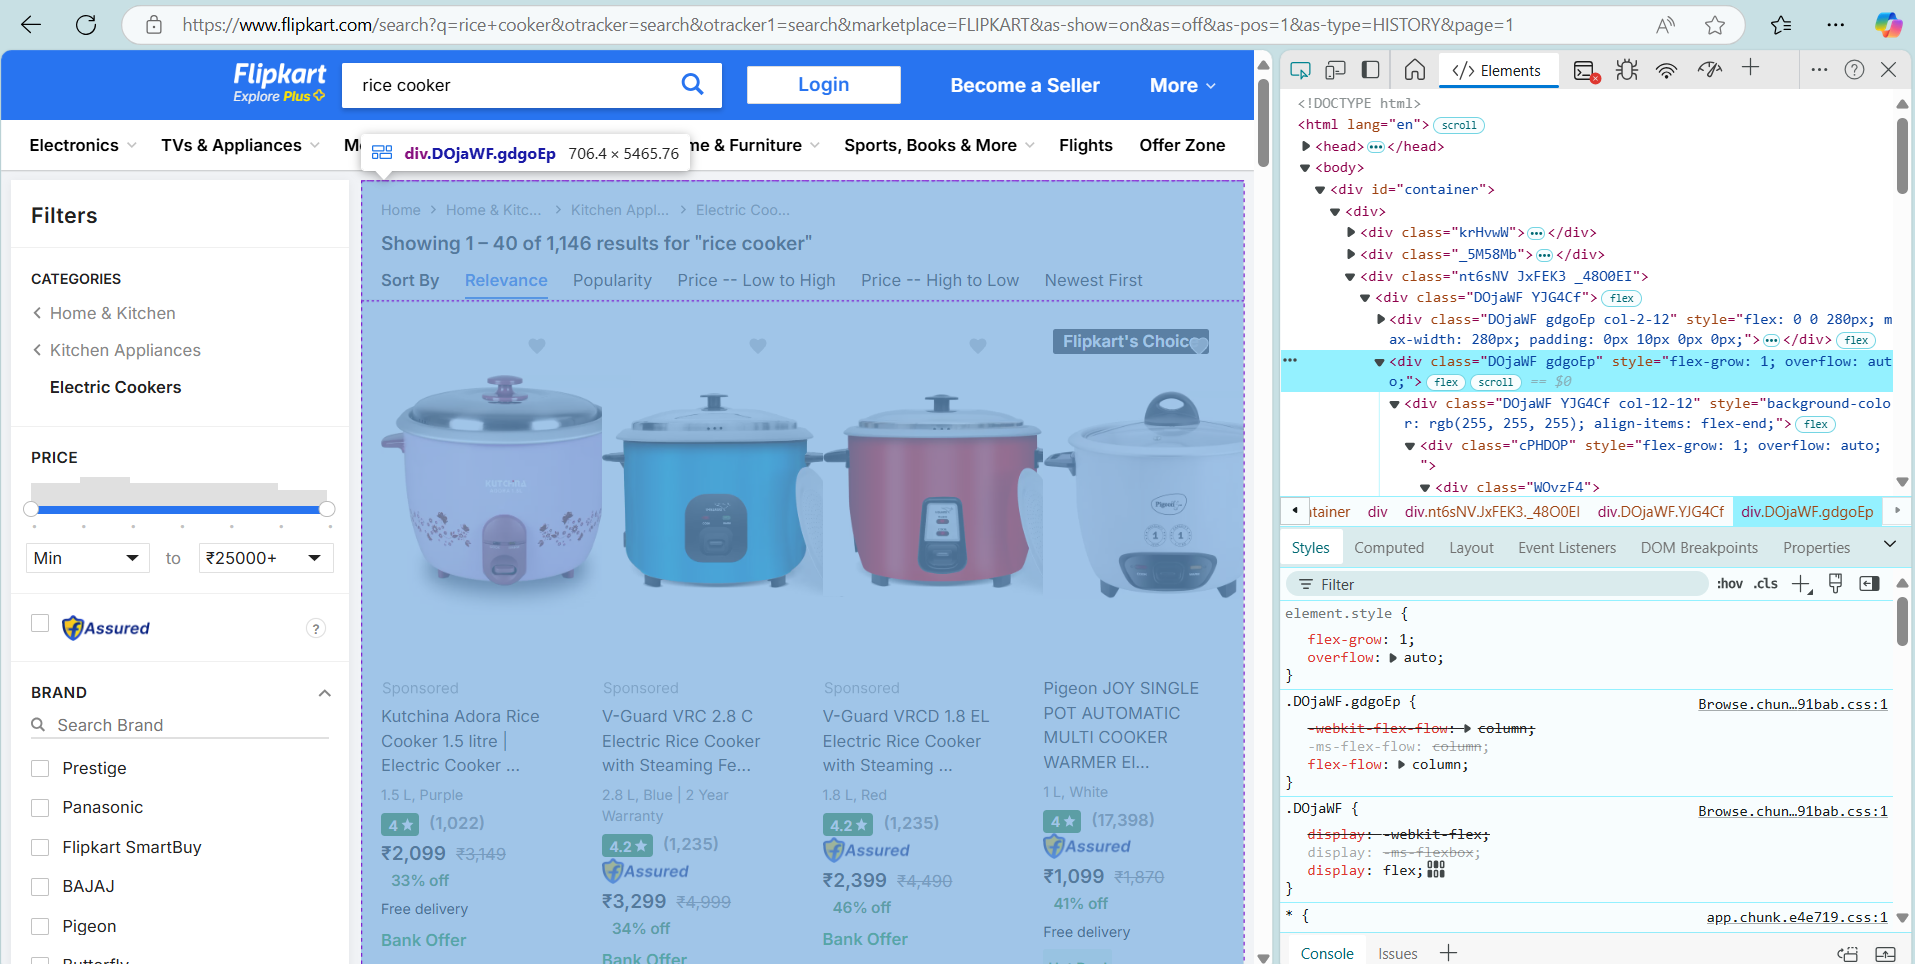 https://www.flipkart.com/search?q=rice+cooker&otracker=search&otracker1=search&marketplace=FLIPKART&as-show=on&as=off&as-pos=1&as-type=HISTORY&page=1
Flipkart
Explore Plus
rice cooker
Login
Become a Seller
More
Electronics
TVs & Appliances
me & Furniture
Sports, Books & More
Flights
Offer Zone
div.DOjaWF.gdgoEp 706.4 × 5465.76
Filters
CATEGORIES
Home & Kitchen
Kitchen Appliances
Electric Cookers
PRICE
Min
to
₹25000+
Assured
?
BRAND
Search Brand
Prestige
Panasonic
Flipkart SmartBuy
BAJAJ
Pigeon
Butterfly
Home
Home & Kitc...
Kitchen Appl...
Electric Coo...
Showing 1 – 40 of 1,146 results for "rice cooker"
Sort By
Relevance
Popularity
Price -- Low to High
Price -- High to Low
Newest First
Flipkart's Choic
KUTCHINA
Pigeon
Sponsored
Kutchina Adora Rice
Cooker 1.5 litre |
Electric Cooker ...
1.5 L, Purple
4★ (1,022)
₹2,099 ₹3,149
33% off
Free delivery
Bank Offer
Sponsored
V-Guard VRC 2.8 C
Electric Rice Cooker
with Steaming Fe...
2.8 L, Blue | 2 Year
Warranty
4.2★ (1,235)
Assured
₹3,299 ₹4,999
34% off
Bank Offer
Sponsored
V-Guard VRCD 1.8 EL
Electric Rice Cooker
with Steaming ...
1.8 L, Red
4.2★ (1,235)
Assured
₹2,399 ₹4,490
46% off
Bank Offer
Pigeon JOY SINGLE
POT AUTOMATIC
MULTI COOKER
WARMER El...
1 L, White
4★ (17,398)
Assured
₹1,099 ₹1,870
41% off
Free delivery
</> Elements
<!DOCTYPE html>
<html lang="en"> scroll
<head>…</head>
<body>
<div id="container">
<div>
<div class="krHvwW">…</div>
<div class="_5M58Mb">…</div>
<div class="nt6sNV JxFEK3 _48O0EI">
<div class="DOjaWF YJG4Cf"> flex
<div class="DOjaWF gdgoEp col-2-12" style="flex: 0 0 280px; m
ax-width: 280px; padding: 0px 10px 0px 0px;">…</div> flex
<div class="DOjaWF gdgoEp" style="flex-grow: 1; overflow: aut
o;"> flex scroll == $0
<div class="DOjaWF YJG4Cf col-12-12" style="background-colo
r: rgb(255, 255, 255); align-items: flex-end;"> flex
<div class="cPHDOP" style="flex-grow: 1; overflow: auto;
">
<div class="WOvzF4">
ntainer div div.nt6sNV.JxFEK3._48O0EI div.DOjaWF.YJG4Cf div.DOjaWF.gdgoEp
Styles Computed Layout Event Listeners DOM Breakpoints Properties
Filter
:hov .cls
element.style {
flex-grow: 1;
overflow: auto;
}
.DOjaWF.gdgoEp {
Browse.chun…91bab.css:1
-webkit-flex-flow: column;
-ms-flex-flow: column;
flex-flow: column;
}
.DOjaWF {
Browse.chun…91bab.css:1
display: -webkit-flex;
display: -ms-flexbox;
display: flex;
}
* {
app.chunk.e4e719.css:1
Console Issues